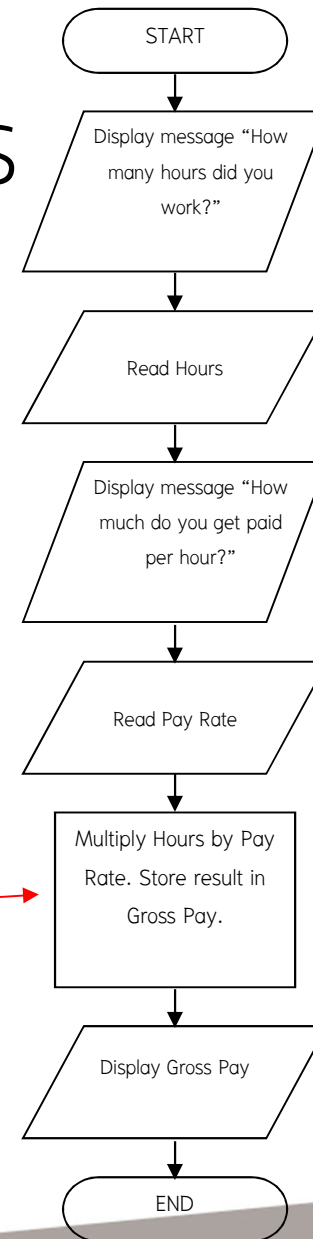 S
START
Display message “How
many hours did you
work?”
Read Hours
Display message “How
much do you get paid
per hour?”
Read Pay Rate
Multiply Hours by Pay
Rate. Store result in
Gross Pay.
Display Gross Pay
END